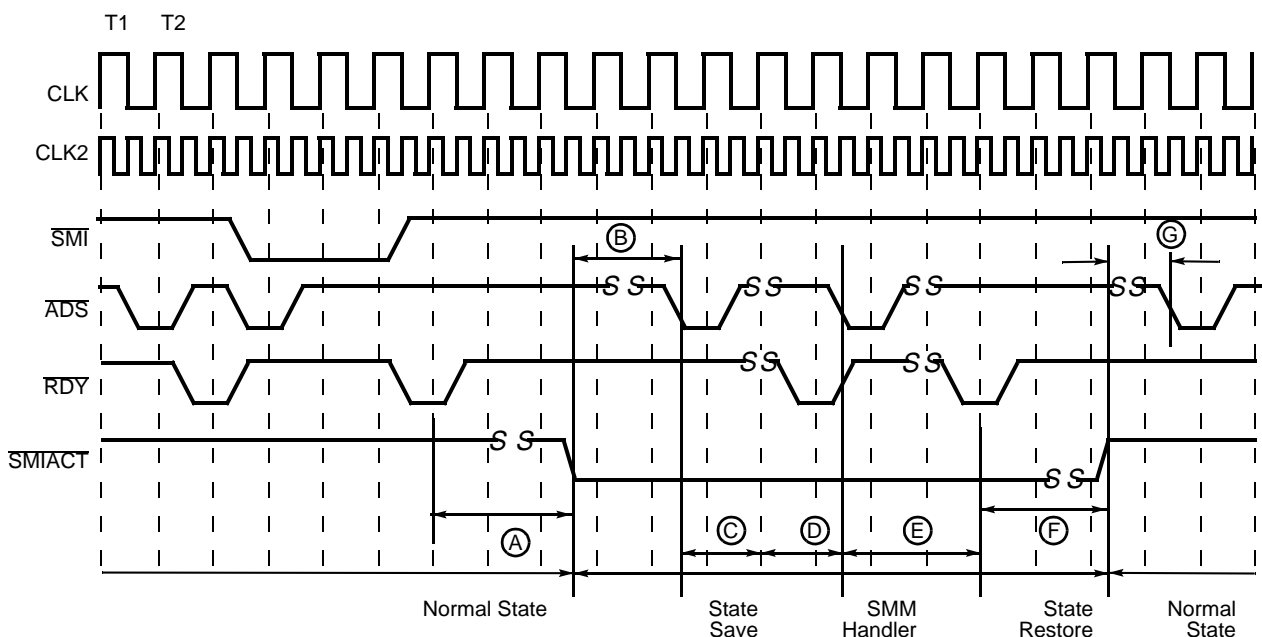 T1 T2
CLK
CLK2
SMI
B
G
S S
S S
S S
S S
ADS
S S
S S
RDY
S S
SMIACT
S S
A
C
D
E
F
Normal State
State
Save
SMM
Handler
State
Restore
Normal
State